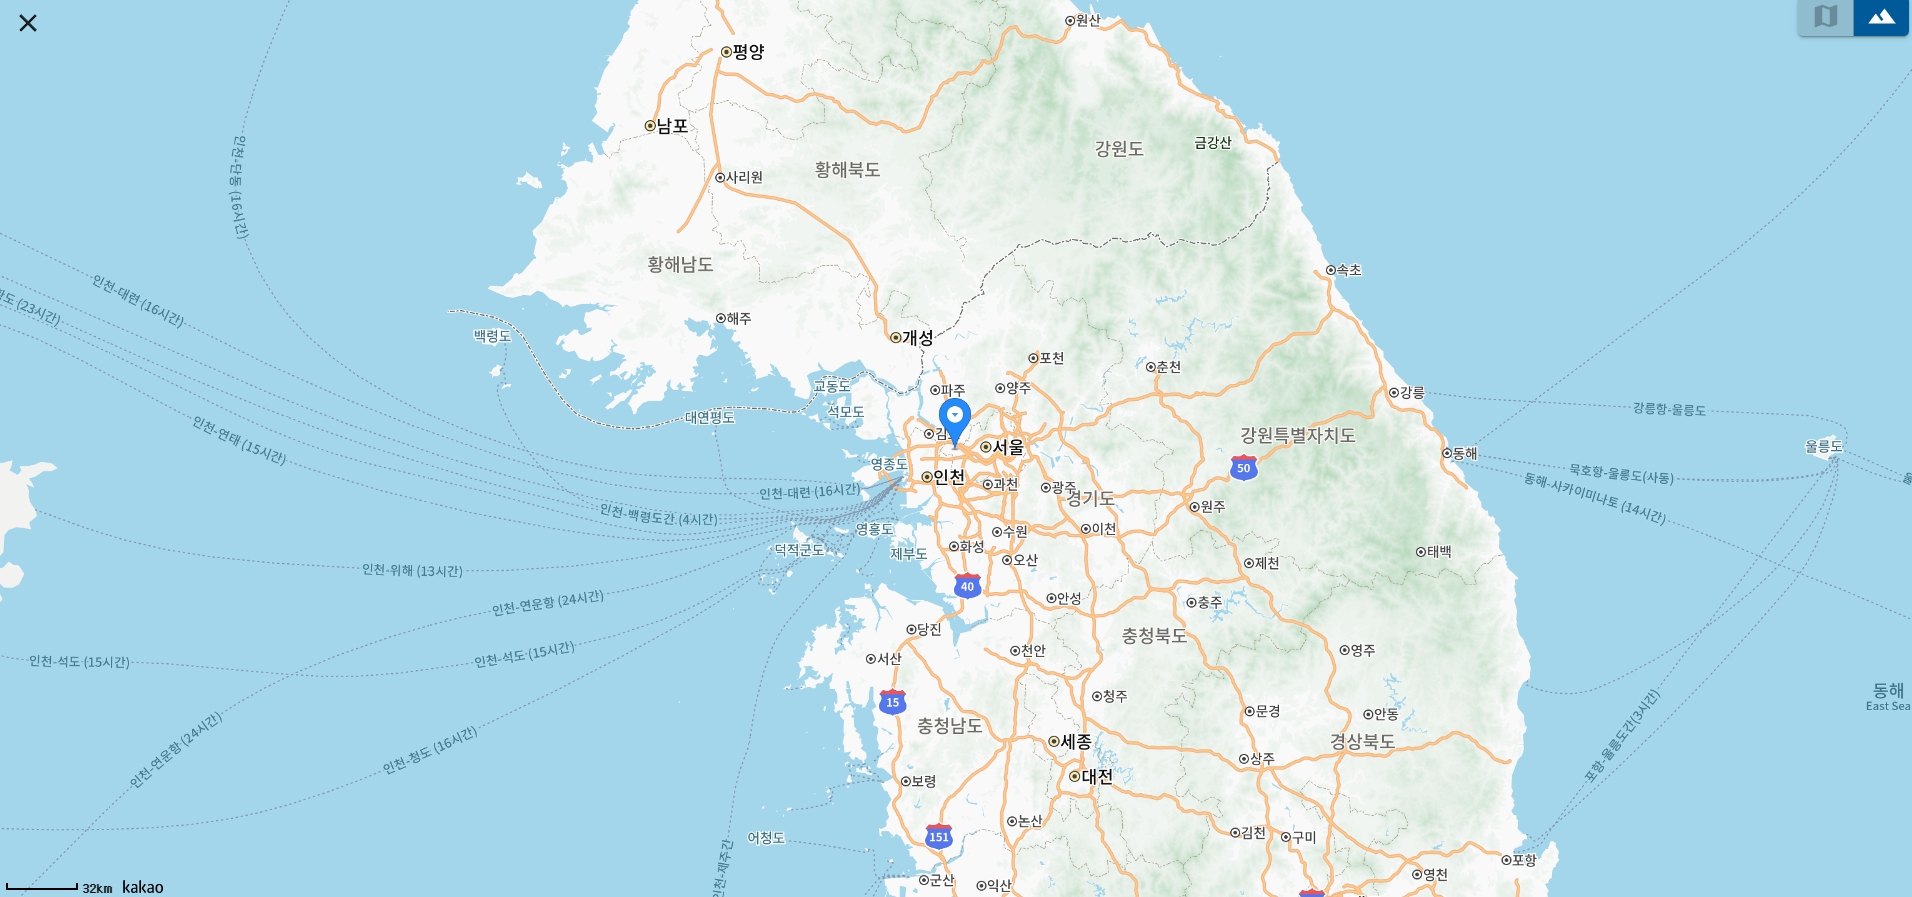 원산
평양
남포
강원도
금강산
황해북도
사리원
인천-단동 (16시간)
황해남도
속초
인천-대련 (16시간)
(23시간)
해주
백령도
개성
포천
춘천
교동도
파주
양주
강릉
석모도
대연평도
강릉항-울릉도
인천-연태 (15시간)
서울
강원특별자치도
50
동해
울릉도
영종도
인천
과천
광주
경기도
묵호항-울릉도(사동)
동해-사카이미나토 (14시간)
인천-대련 (16시간)
인천-백령도간 (4시간)
원주
영흥도
수원
이천
덕적군도
제부도
화성
오산
태백
제천
인천-위해 (13시간)
40
인천-연운항 (24시간)
안성
충주
당진
충청북도
인천-석도 (15시간)
인천-석도 (15시간)
서산
천안
영주
15
청주
문경
안동
동해
East Sea
충청남도
세종
경상북도
인천-연운항 (24시간)
인천-청도 (16시간)
포항-울릉도간(3시간)
상주
대전
보령
어청도
151
논산
김천
구미
인천-제주간
포항
군산
익산
영천
32km
kakao